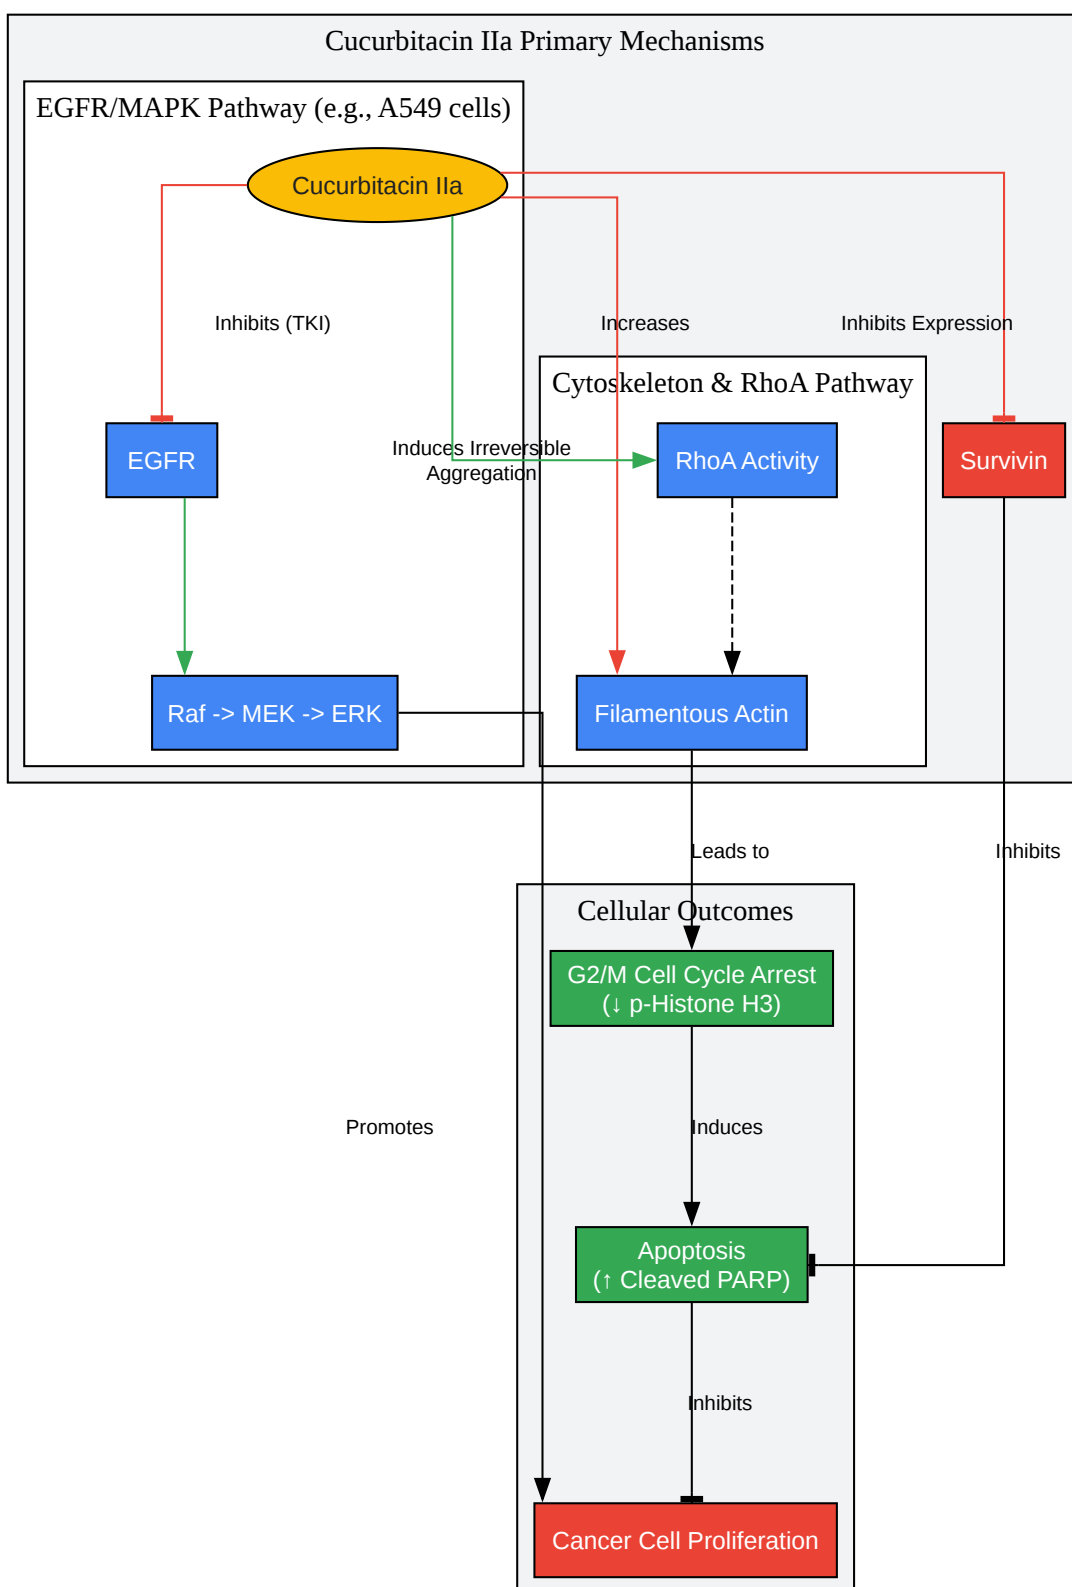 Cucurbitacin IIa Primary Mechanisms
EGFR/MAPK Pathway (e.g., A549 cells)
Cucurbitacin IIa
Inhibits (TKI)
Increases
Inhibits Expression
Cytoskeleton & RhoA Pathway
EGFR
Induces Irreversible
Aggregation
RhoA Activity
Survivin
Raf -> MEK -> ERK
Filamentous Actin
Leads to
Inhibits
Cellular Outcomes
G2/M Cell Cycle Arrest
(↓ p-Histone H3)
Promotes
Induces
Apoptosis
(↑ Cleaved PARP)
Inhibits
Cancer Cell Proliferation